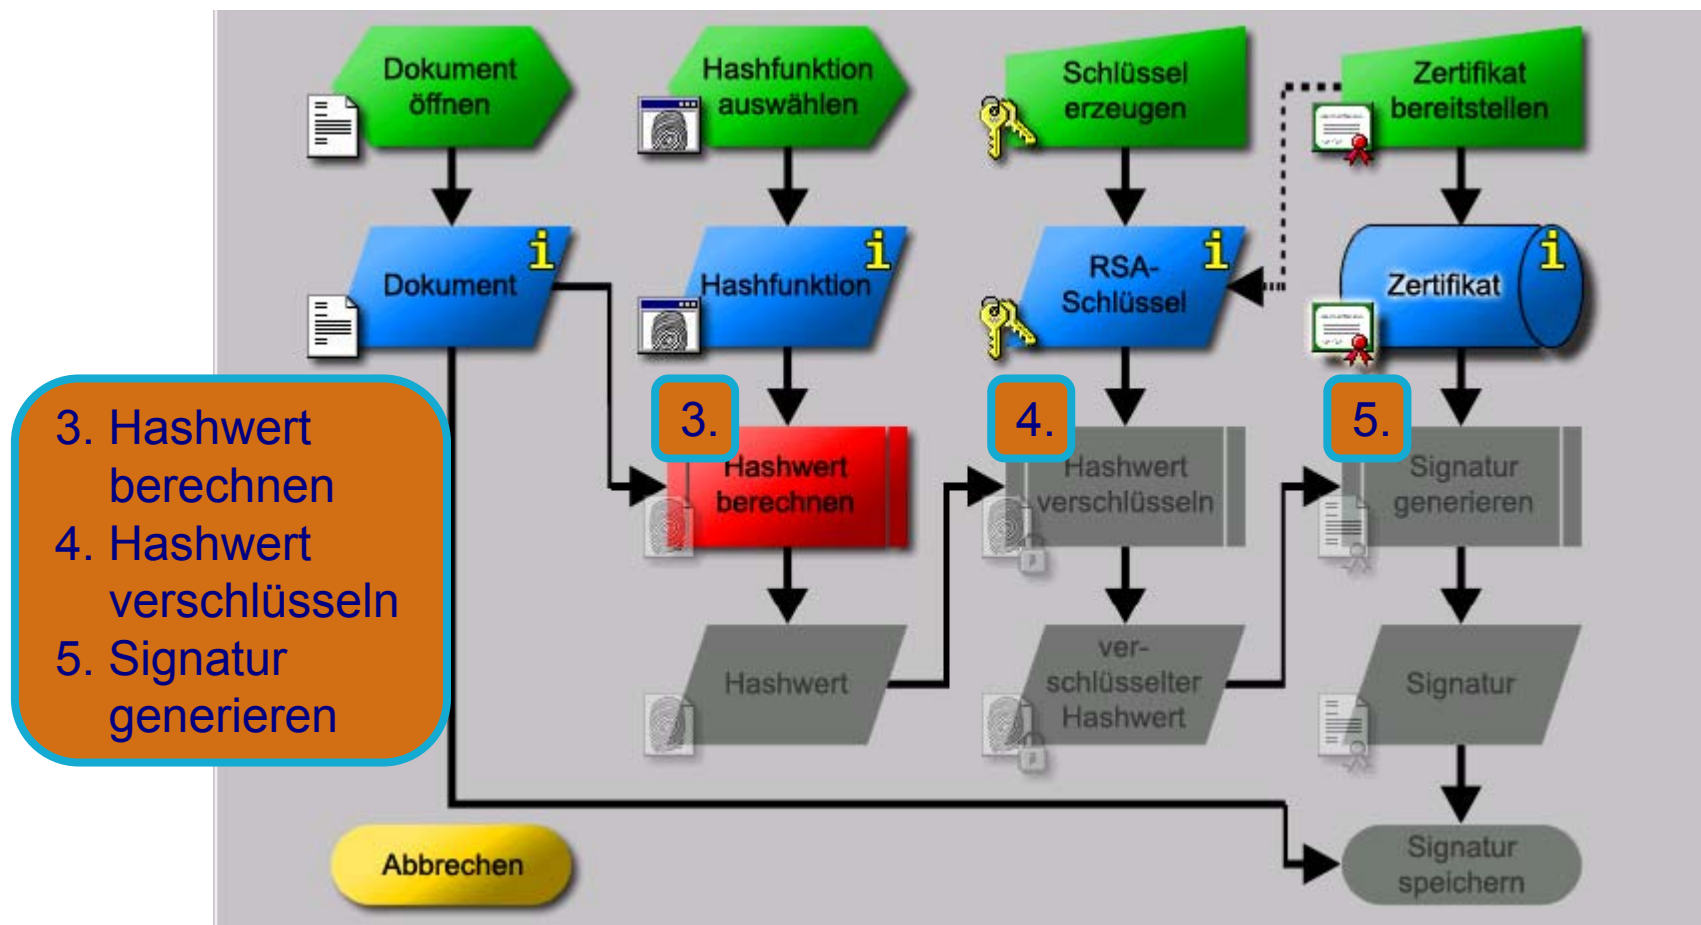 Dokument
öffnen
Hashfunktion
auswählen
Schlüssel
erzeugen
Zertifikat
bereitstellen
Dokument
i
Hashfunktion
i
RSA-
Schlüssel
i
Zertifikat
i
3. Hashwert
berechnen
4. Hashwert
verschlüsseln
5. Signatur
generieren
3.
Hashwert
berechnen
4.
Hashwert
verschlüsseln
5.
Signatur
generieren
Hashwert
ver-
schlüsselter
Hashwert
Signatur
Abbrechen
Signatur
speichern